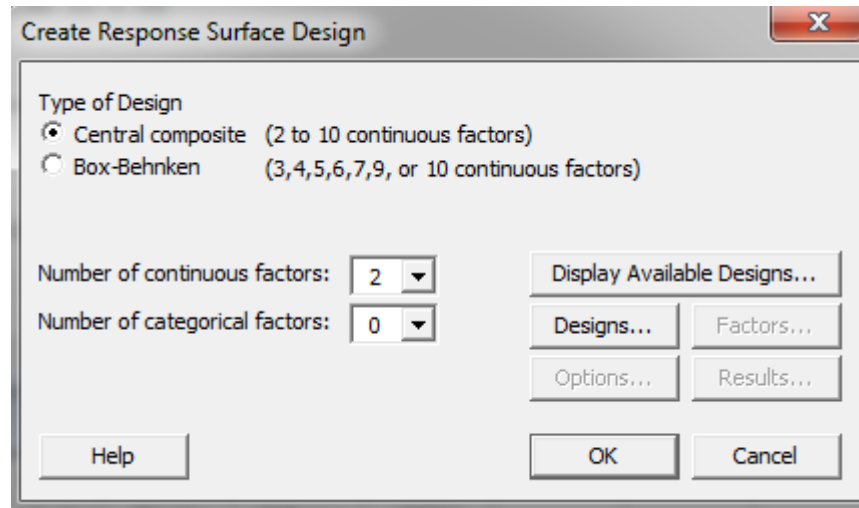 Create Response Surface Design
Type of Design
Central composite (2 to 10 continuous factors)
Box-Behnken (3,4,5,6,7,9, or 10 continuous factors)
Number of continuous factors: 2 Display Available Designs...
Number of categorical factors: 0 Designs... Factors...
Options... Results...
Help OK Cancel